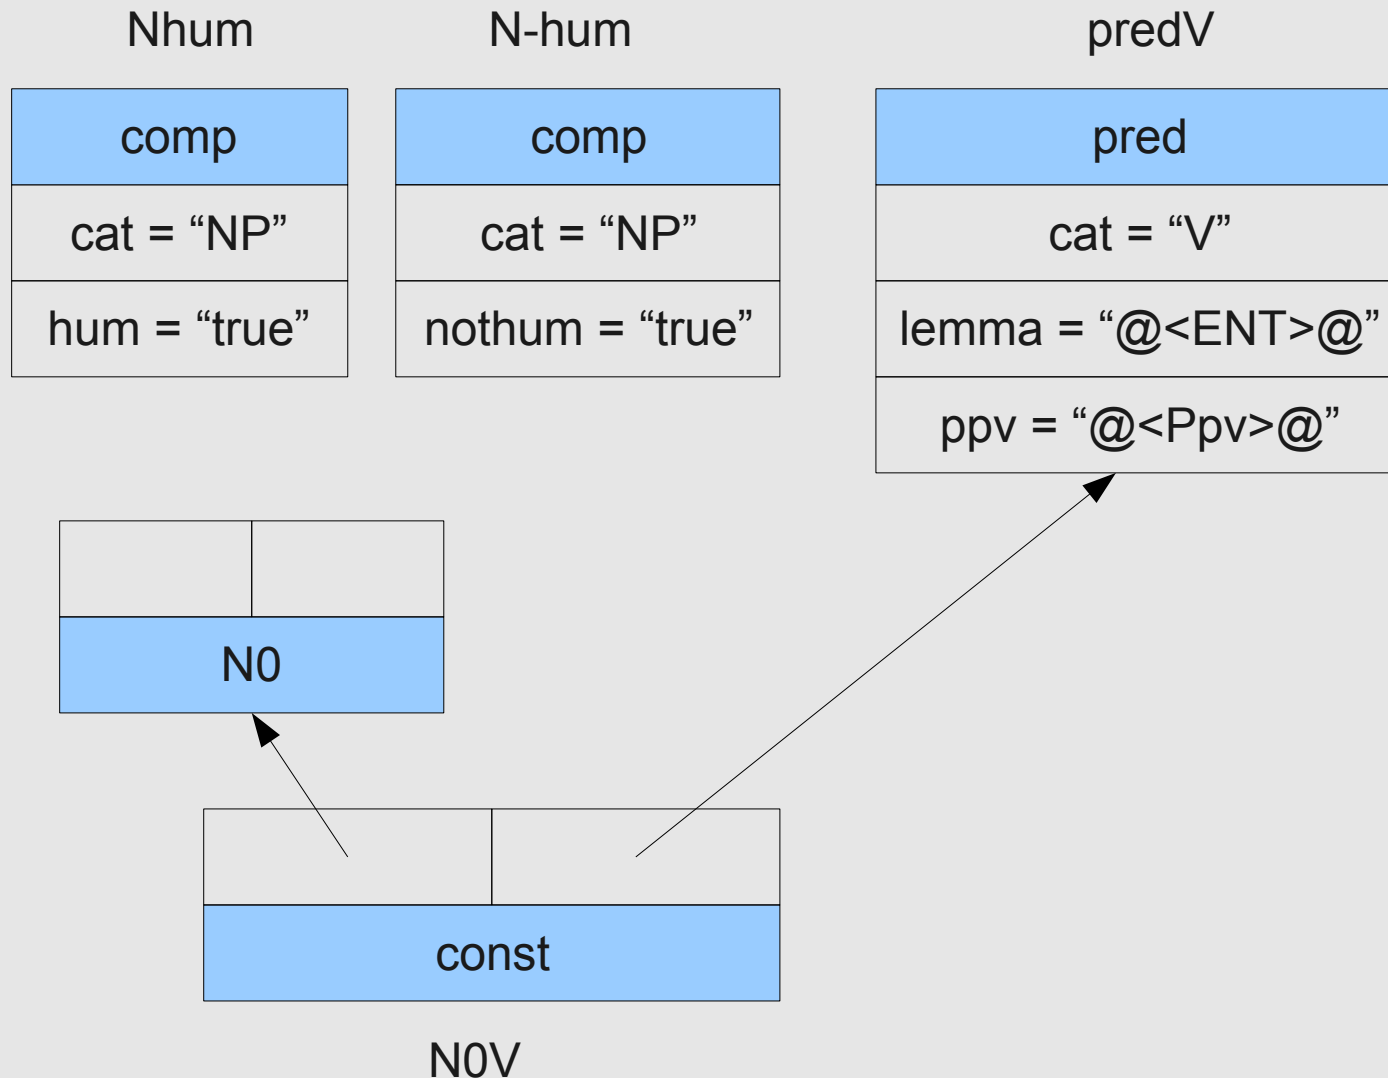 Nhum
N-hum
predV
comp
comp
pred
cat = “NP”
cat = “NP”
cat = “V”
hum = “true”
nothum = “true”
lemma = “@<ENT>@”
ppv = “@<Ppv>@”
N0
const
N0V